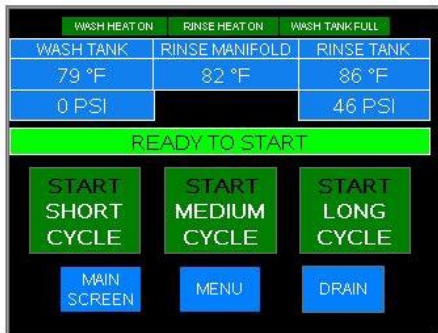 WASH HEAT ON RINSE HEAT ON WASH TANK FULL
WASH TANK RINSE MANIFOLD RINSE TANK
79 °F 82 °F 86 °F
0 PSI 46 PSI
READY TO START
START START START
SHORT MEDIUM LONG
CYCLE CYCLE CYCLE
MAIN
SCREEN MENU DRAIN